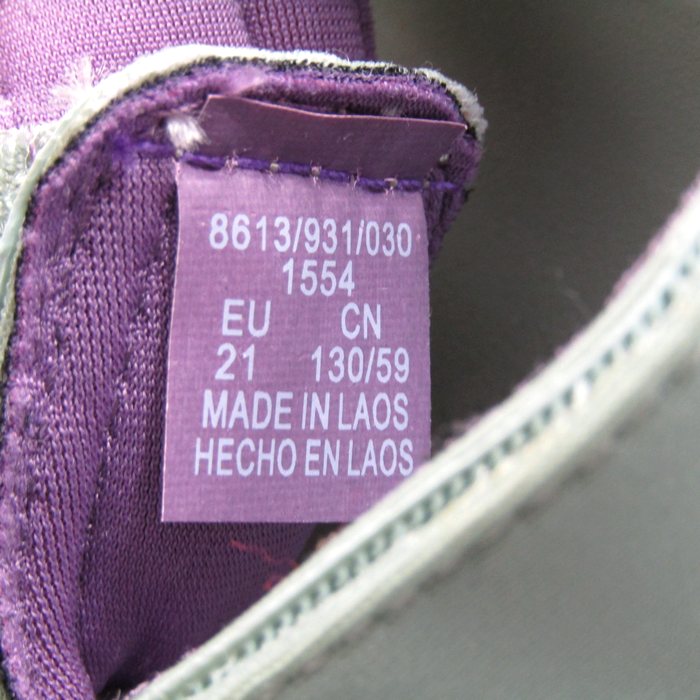 8613/931/030
1554
EU CN
21 130/59
MADE IN LAOS
HECHO EN LAOS